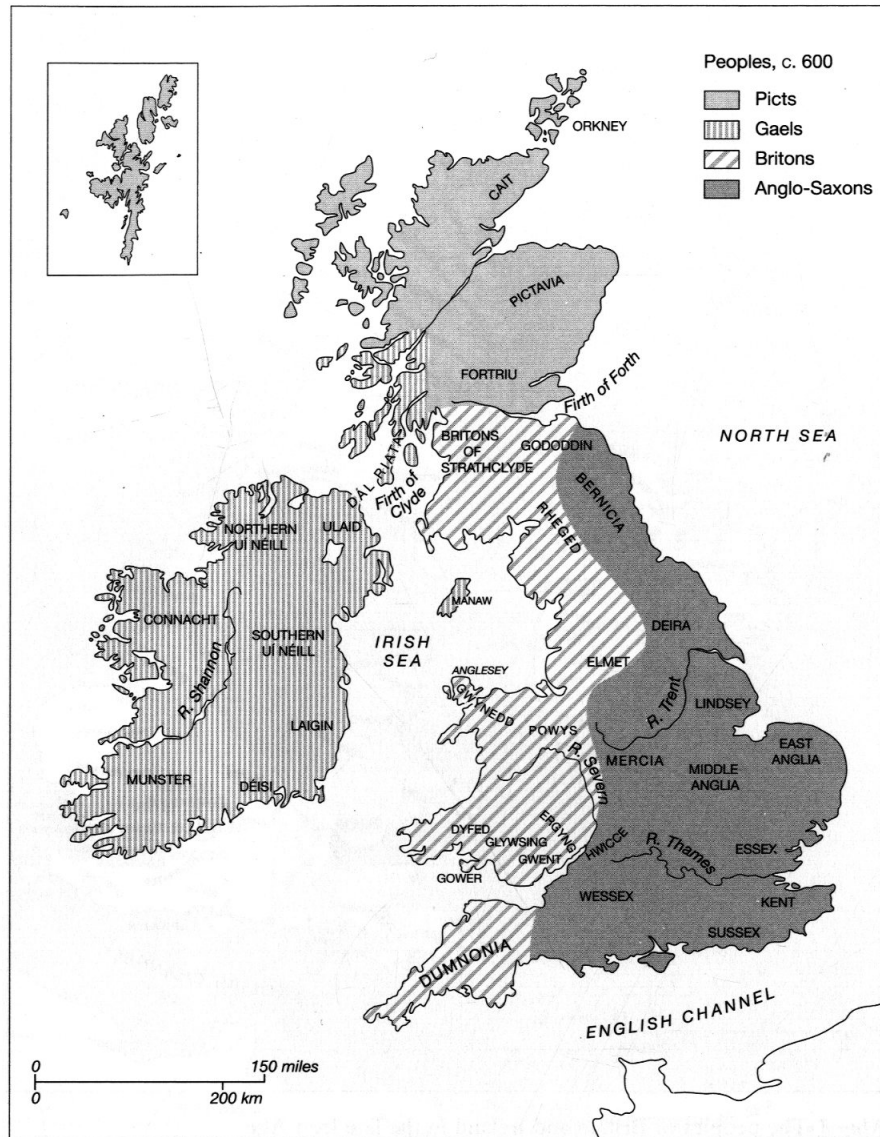 Peoples, c. 600
Picts
Gaels
Britons
Anglo-Saxons
ORKNEY
CAIT
PICTAVIA
FORTRIU
Firth of Forth
NORTH SEA
BRITONS
OF
STRATHCLYDE
GODODDIN
DÁL RIATA
Firth of
Clyde
BERNICIA
RHEGED
NORTHERN
UÍ NÉILL
ULAID
MANAW
CONNACHT
SOUTHERN
UÍ NÉILL
IRISH
SEA
DEIRA
ELMET
R. Shannon
ANGLESEY
GWYNEDD
R. Trent
LINDSEY
LAIGIN
POWYS
R. Severn
MERCIA
MIDDLE
ANGLIA
EAST
ANGLIA
MUNSTER
DÉISI
DYFED
GLYWSING
ERGYNG
GWENT
HWICCE
R. Thames
ESSEX
GOWER
WESSEX
KENT
SUSSEX
DUMNONIA
ENGLISH CHANNEL
0
150 miles
0
200 km